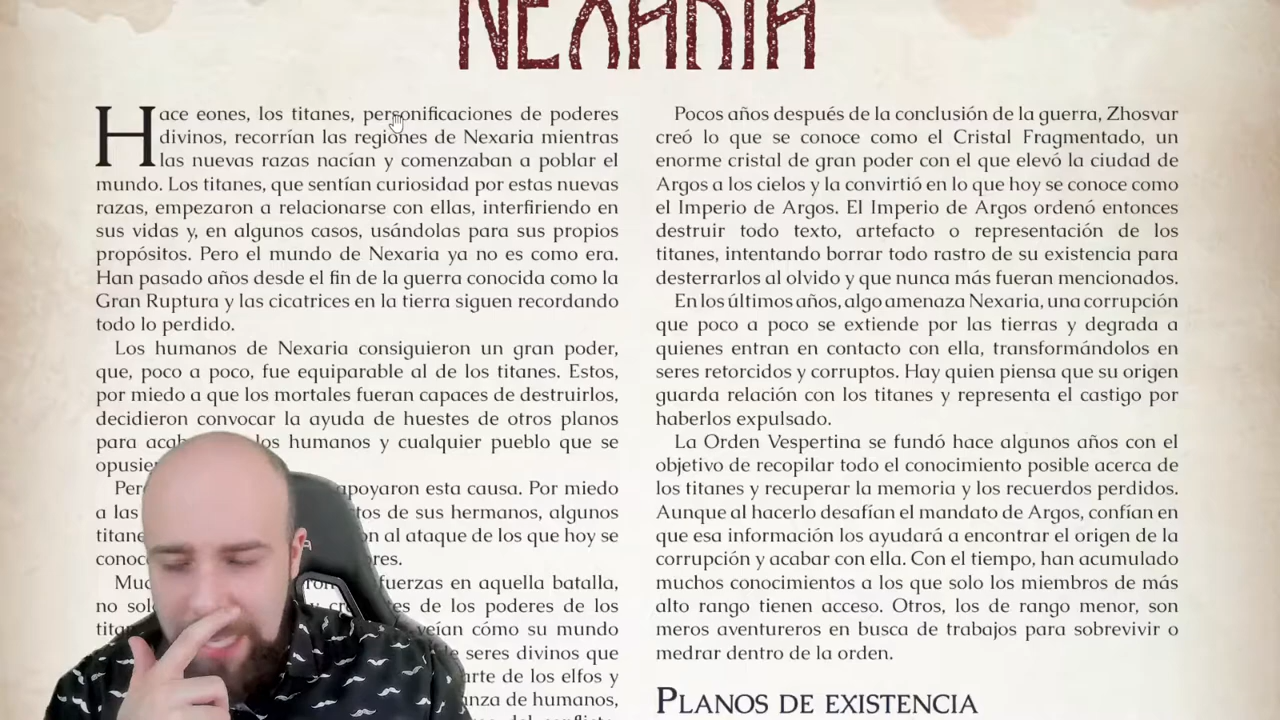 NEXARIA
Hace eones, los titanes, personificaciones de poderes
divinos, recorrían las regiones de Nexaria mientras
las nuevas razas nacían y comenzaban a poblar el
mundo. Los titanes, que sentían curiosidad por estas nuevas
razas, empezaron a relacionarse con ellas, interfiriendo en
sus vidas y, en algunos casos, usándolas para sus propios
propósitos. Pero el mundo de Nexaria ya no es como era.
Han pasado años desde el fin de la guerra conocida como la
Gran Ruptura y las cicatrices en la tierra siguen recordando
todo lo perdido.
Los humanos de Nexaria consiguieron un gran poder,
que, poco a poco, fue equiparable al de los titanes. Estos,
por miedo a que los mortales fueran capaces de destruirlos,
decidieron convocar la ayuda de huestes de otros planos
para los humanos y cualquier pueblo que se
apoyaron esta causa. Por miedo
a las de sus hermanos, algunos
al ataque de los que hoy se
fuerzas en aquella batalla,
no de los poderes de los
veían cómo su mundo
seres divinos que
de los elfos y
de humanos,
del conflicto
Pocos años después de la conclusión de la guerra, Zhosvar
creó lo que se conoce como el Cristal Fragmentado, un
enorme cristal de gran poder con el que elevó la ciudad de
Argos a los cielos y la convirtió en lo que hoy se conoce como
el Imperio de Argos. El Imperio de Argos ordenó entonces
destruir todo texto, artefacto o representación de los
titanes, intentando borrar todo rastro de su existencia para
desterrarlos al olvido y que nunca más fueran mencionados.
En los últimos años, algo amenaza Nexaria, una corrupción
que poco a poco se extiende por las tierras y degrada a
quienes entran en contacto con ella, transformándolos en
seres retorcidos y corruptos. Hay quien piensa que su origen
guarda relación con los titanes y representa el castigo por
haberlos expulsado.
La Orden Vespertina se fundó hace algunos años con el
objetivo de recopilar todo el conocimiento posible acerca de
los titanes y recuperar la memoria y los recuerdos perdidos.
Aunque al hacerlo desafían el mandato de Argos, confían en
que esa información los ayudará a encontrar el origen de la
corrupción y acabar con ella. Con el tiempo, han acumulado
muchos conocimientos a los que solo los miembros de más
alto rango tienen acceso. Otros, los de rango menor, son
meros aventureros en busca de trabajos para sobrevivir o
medrar dentro de la orden.
PLANOS DE EXISTENCIA